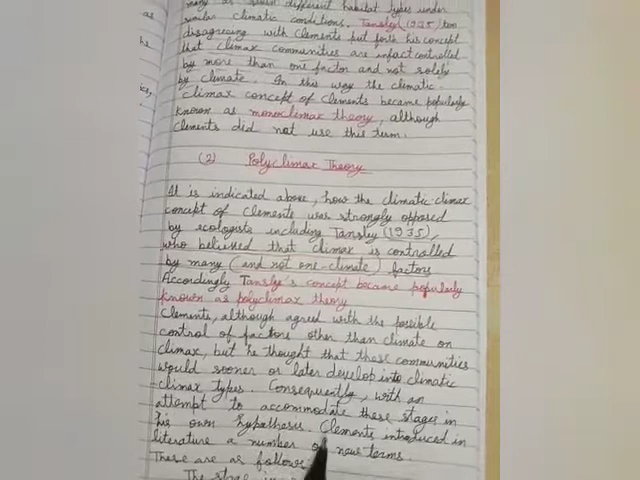 many as seven different habitat types under
similar climatic conditions. Tansley (1935) too
disagreeing with Clements put forth his concept
that climax communities are infact controlled
by more than one factor and not solely
by climate. In this way the climatic-
climax concept of Clements became popularly
known as monoclimax theory, although
Clements did not use this term.
(2) Polyclimax Theory
It is indicated above, how the climatic climax
concept of Clements was strongly opposed
by ecologists including Tansley (1935),
who believed that climax is controlled
by many (and not one-climate) factors
Accordingly Tansley's concept became popularly
known as polyclimax theory
Clements, although agreed with the possible
control of factors other than climate on
climax, but he thought that these communities
would sooner or later develop into climatic
climax types. Consequently, with an
attempt to accommodate these stages in
his own hypothesis Clements introduced in
literature a number of new terms.
These are as follows
The stage